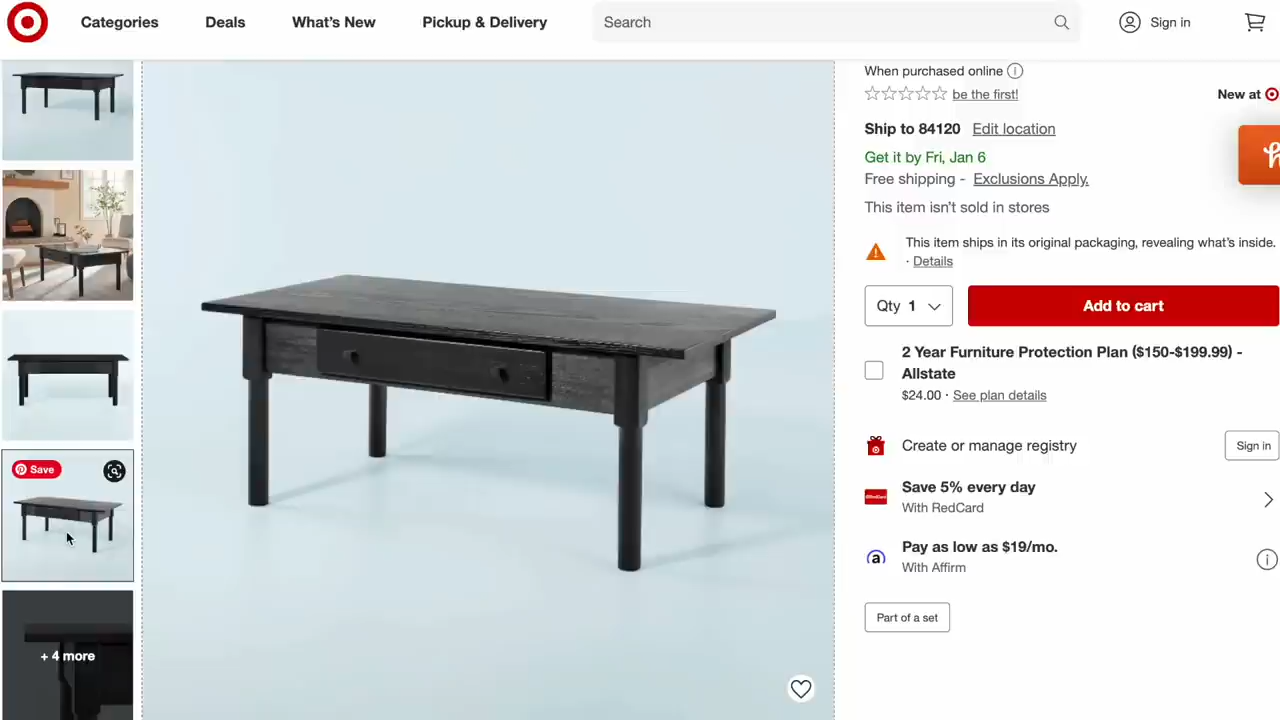 Categories
Deals
What's New
Pickup & Delivery
Search
Sign in
When purchased online
be the first!
New at
Ship to 84120 Edit location
Get it by Fri, Jan 6
Free shipping - Exclusions Apply.
This item isn't sold in stores
This item ships in its original packaging, revealing what's inside.
· Details
Qty 1
Add to cart
2 Year Furniture Protection Plan ($150-$199.99) -
Allstate
$24.00 · See plan details
Create or manage registry
Sign in
Save 5% every day
With RedCard
Pay as low as $19/mo.
With Affirm
Part of a set
Save
+ 4 more